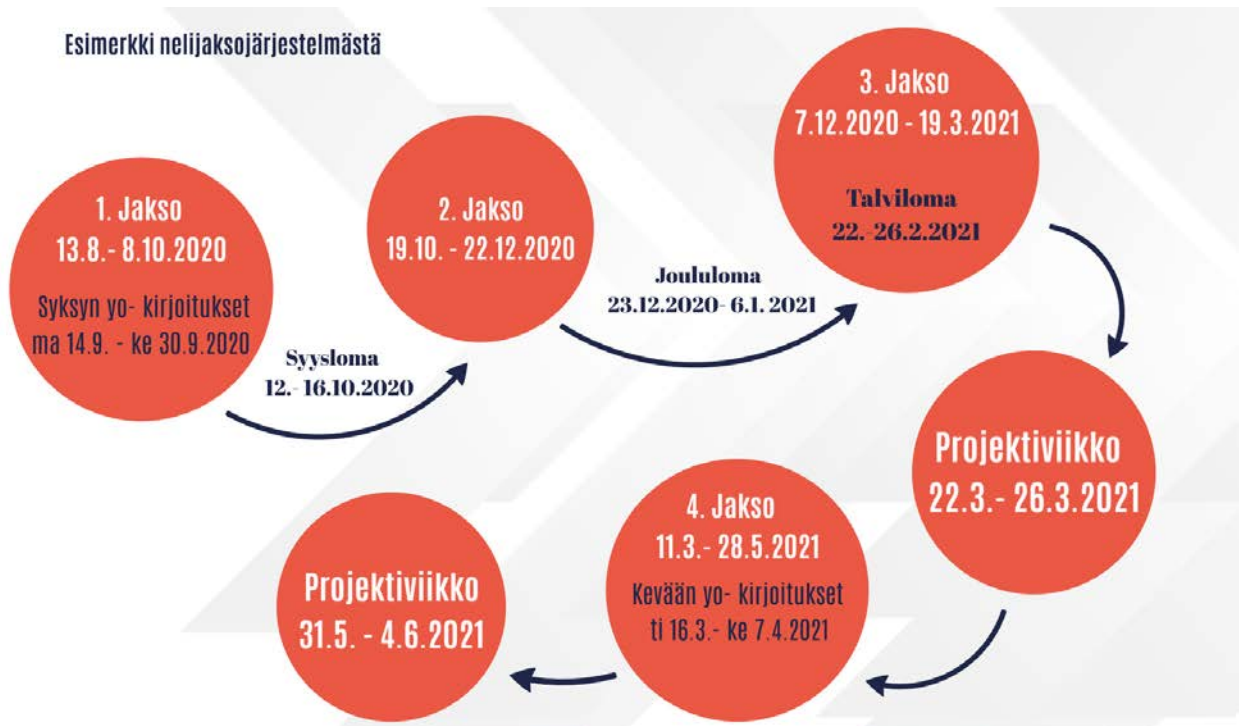 Esimerkki nelijaksojärjestelmästä
1. Jakso
13.8.- 8.10.2020
Syksyn yo- kirjoitukset
ma 14.9. - ke 30.9.2020
Syysloma
12.- 16.10.2020
2. Jakso
19.10. - 22.12.2020
Joululoma
23.12.2020- 6.1. 2021
3. Jakso
7.12.2020 - 19.3.2021
Talviloma
22.-26.2.2021
Projektiviikko
22.3.- 26.3.2021
4. Jakso
11.3.- 28.5.2021
Kevään yo- kirjoitukset
ti 16.3.- ke 7.4.2021
Projektiviikko
31.5. - 4.6.2021